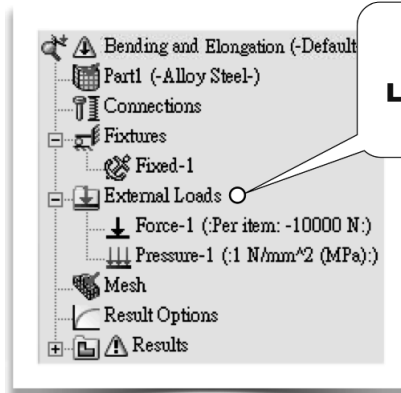 Bending and Elongation (-Default
Part1 (-Alloy Steel-)
Connections
Fixtures
Fixed-1
External Loads
Force-1 (:Per item: -10000 N:)
Pressure-1 (:1 N/mm^2 (MPa):)
Mesh
Result Options
Results